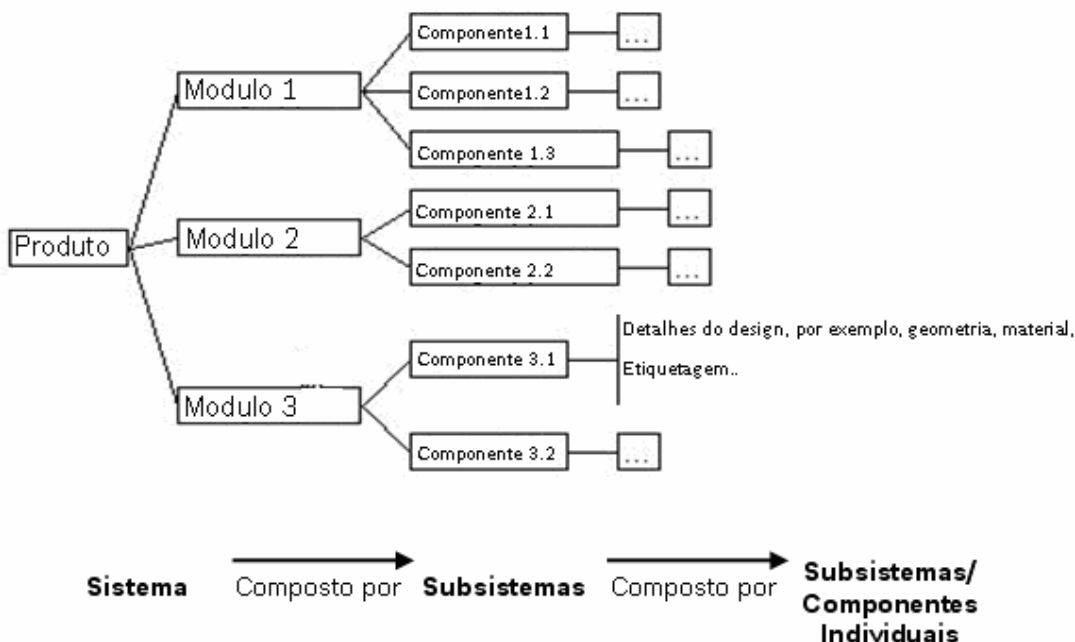 Componente1.1
...
Modulo 1
Componente1.2
...
Componente 1.3
...
Componente 2.1
...
Produto
Modulo 2
Componente 2.2
...
Detalhes do design, por exemplo, geometria, material,
Componente 3.1
Etiquetagem..
Modulo 3
Componente 3.2
...
Sistema
Composto por
Subsistemas
Composto por
Subsistemas/
Componentes
Individuais